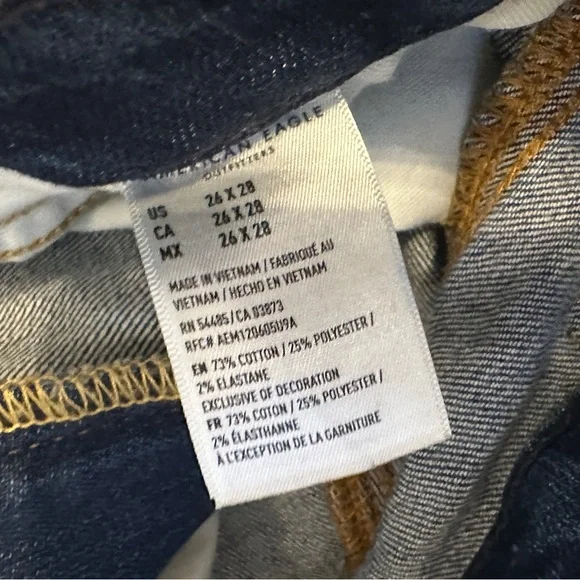 AMERICAN EAGLE
OUTFITTERS
US 26 X 28
CA 26 X 28
MX 26 X 28
MADE IN VIETNAM / FABRIQUÉ AU
VIETNAM / HECHO EN VIETNAM
RN 54485 / CA 03873
RFC# AEM120605U9A
EN 73% COTTON / 25% POLYESTER /
2% ELASTANE
EXCLUSIVE OF DECORATION
FR 73% COTON / 25% POLYESTER /
2% ÉLASTHANNE
À L'EXCEPTION DE LA GARNITURE